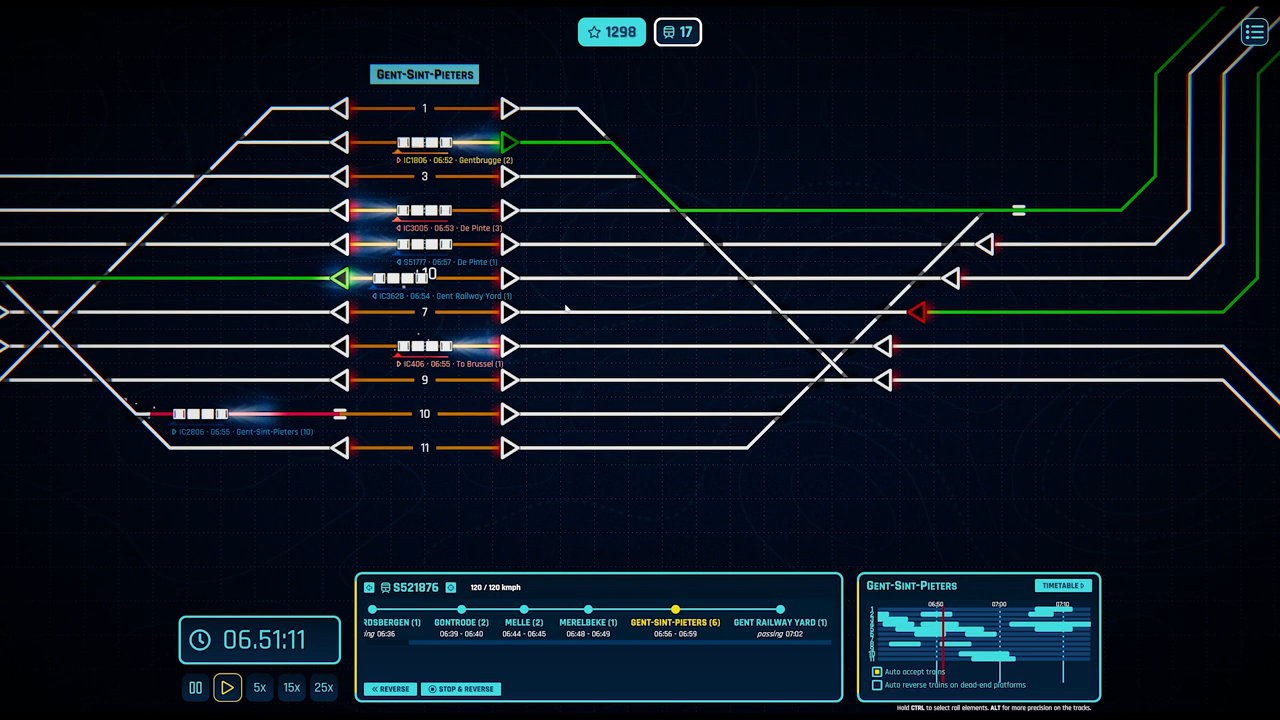 1298
17
GENT-SINT-PIETERS
1
IC1806 · 06:52 · Gentbrugge (2)
3
IC3005 · 06:53 · De Pinte (3)
S51777 · 06:57 · De Pinte (1)
+10
IC3628 · 06:54 · Gent Railway Yard (1)
7
IC406 · 06:55 · To Brussel (1)
9
10
IC2806 · 06:55 · Gent-Sint-Pieters (10)
11
06.51:11
5x
15x
25x
S521876
120 / 120 kmph
RDSBERGEN (1)
GONTRODE (2)
MELLE (2)
MERELBEKE (1)
GENT-SINT-PIETERS (6)
GENT RAILWAY YARD (1)
ing 06:36
06:39 - 06:40
06:44 - 06:45
06:48 - 06:49
06:56 - 06:59
passing 07:02
REVERSE
STOP & REVERSE
GENT-SINT-PIETERS
TIMETABLE
06:50
07:00
07:10
Auto accept trains
Auto reverse trains on dead-end platforms
Hold CTRL to select rail elements. ALT for more precision on the tracks.